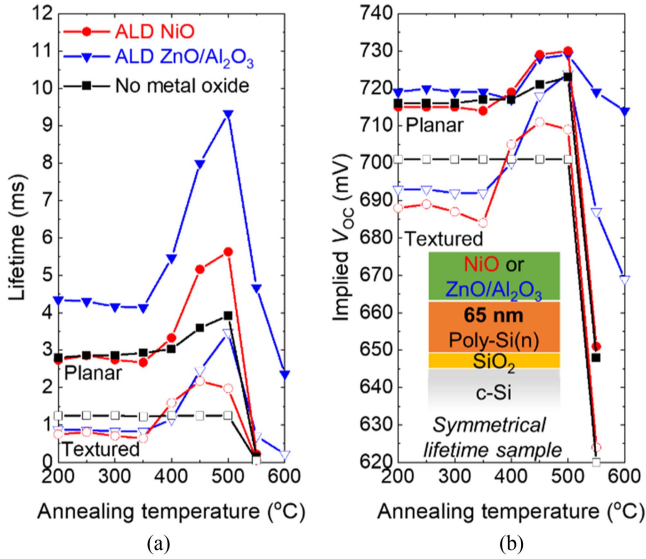 12
11
10
9
8
7
6
5
4
3
2
1
0
Lifetime (ms)
ALD NiO
ALD ZnO/Al₂O₃
No metal oxide
Planar
Textured
200 300 400 500 600
Annealing temperature (ºC)
(a)
740
730
720
710
700
690
680
670
660
650
640
630
620
Implied V_OC (mV)
Planar
Textured
NiO or
ZnO/Al₂O₃
65 nm
Poly-Si(n)
SiO₂
c-Si
Symmetrical
lifetime sample
200 300 400 500 600
Annealing temperature (ºC)
(b)